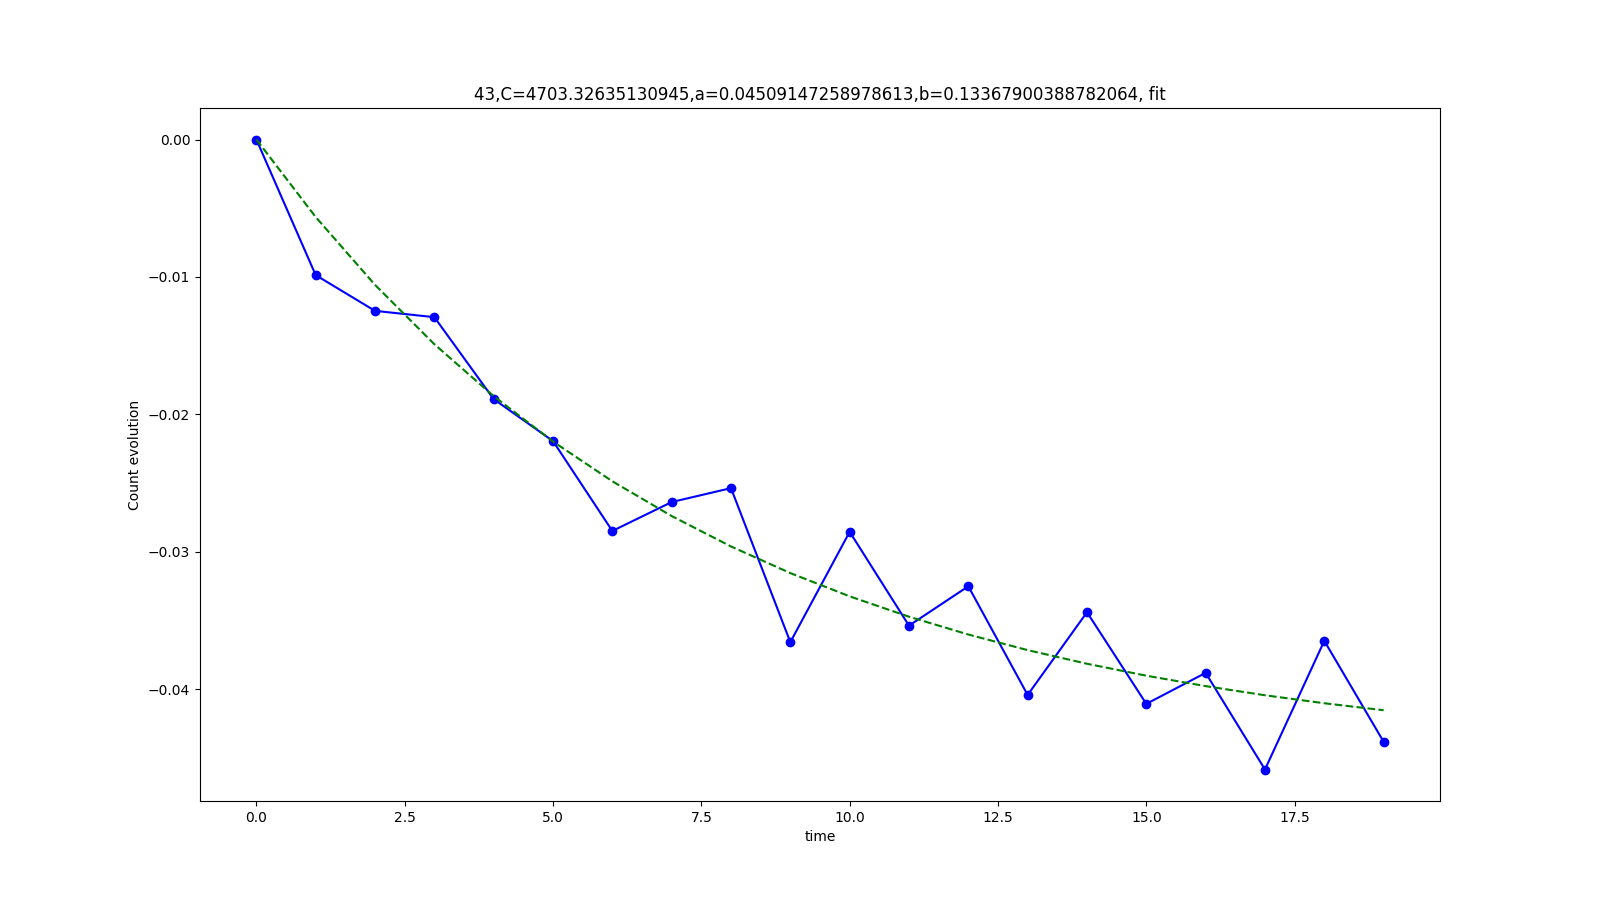 43,C=4703.32635130945,a=0.04509147258978613,b=0.13367900388782064, fit
0.00
−0.01
−0.02
−0.03
−0.04
Count evolution
0.0 2.5 5.0 7.5 10.0 12.5 15.0 17.5
time